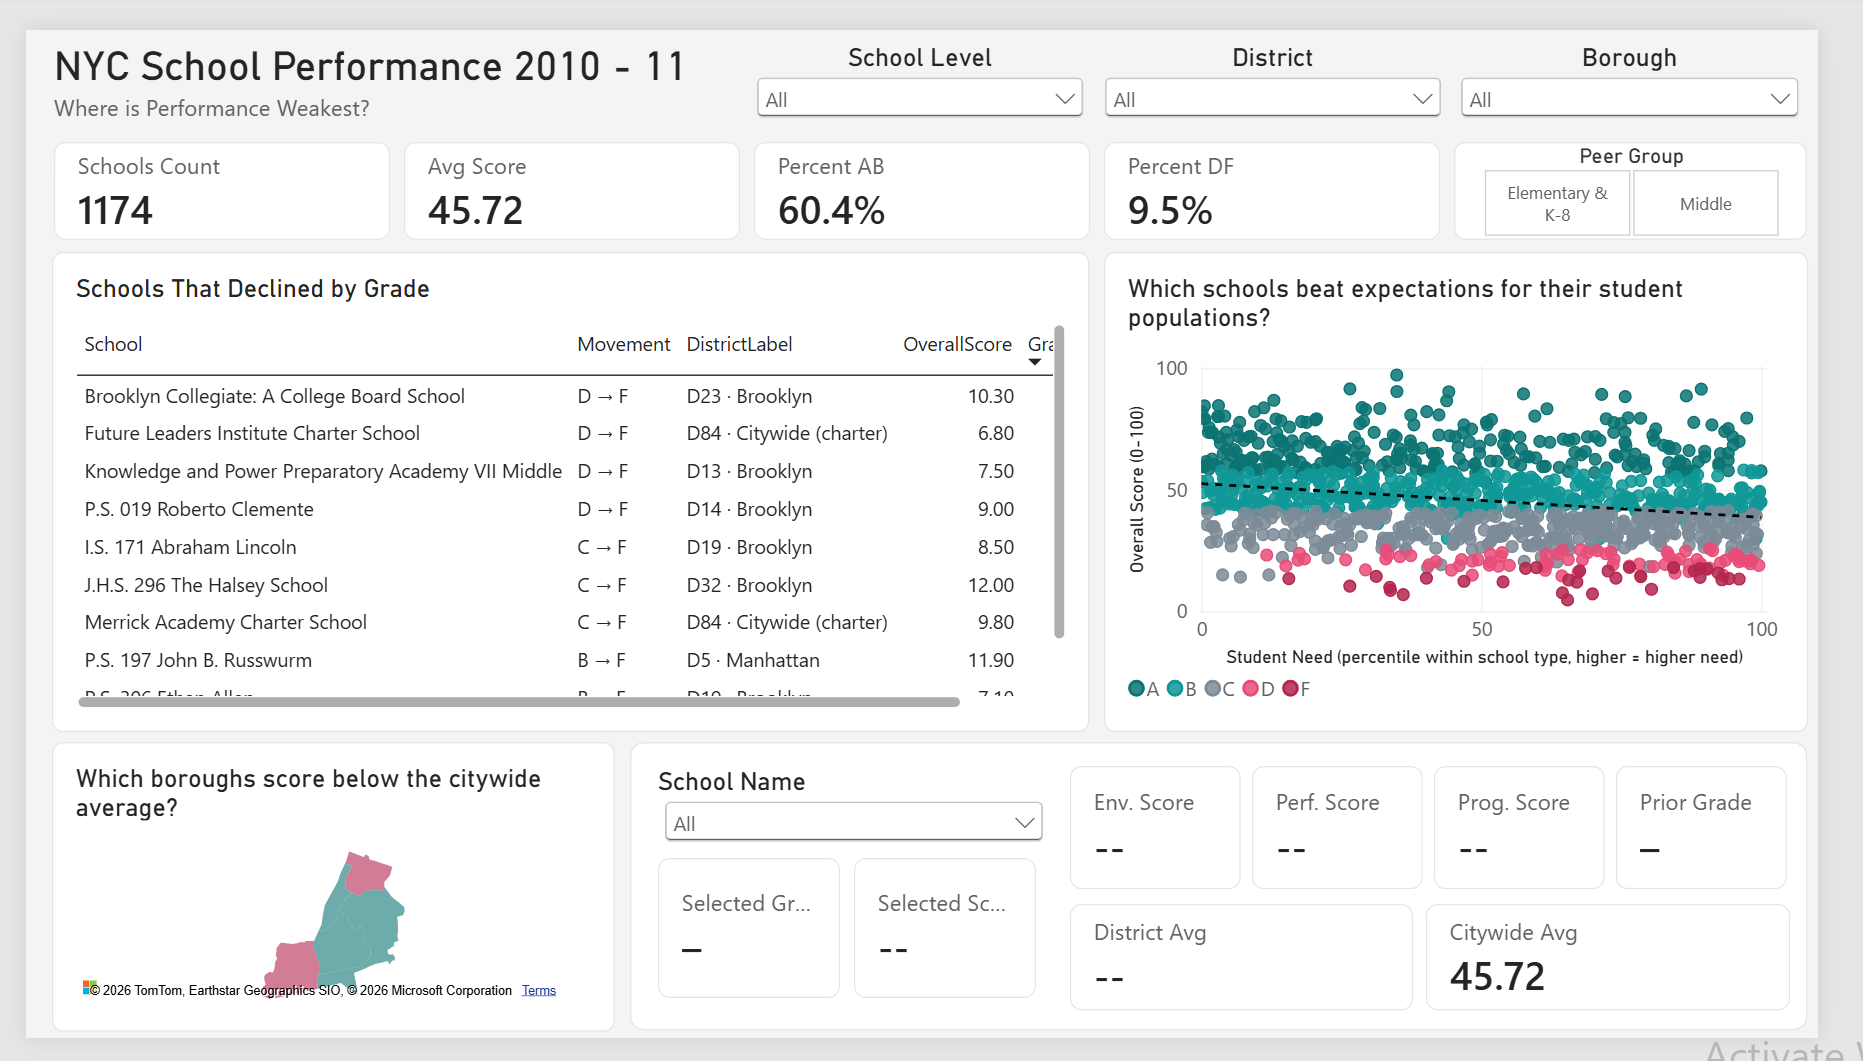 NYC School Performance 2010 - 11
Where is Performance Weakest?
School Level
All
District
All
Borough
All
Schools Count
1174
Avg Score
45.72
Percent AB
60.4%
Percent DF
9.5%
Peer Group
Elementary &
K-8
Middle
Schools That Declined by Grade
School Movement DistrictLabel OverallScore Gra
Brooklyn Collegiate: A College Board School D → F D23 · Brooklyn 10.30
Future Leaders Institute Charter School D → F D84 · Citywide (charter) 6.80
Knowledge and Power Preparatory Academy VII Middle D → F D13 · Brooklyn 7.50
P.S. 019 Roberto Clemente D → F D14 · Brooklyn 9.00
I.S. 171 Abraham Lincoln C → F D19 · Brooklyn 8.50
J.H.S. 296 The Halsey School C → F D32 · Brooklyn 12.00
Merrick Academy Charter School C → F D84 · Citywide (charter) 9.80
P.S. 197 John B. Russwurm B → F D5 · Manhattan 11.90
Which schools beat expectations for their student
populations?
Overall Score (0 - 100)
100
50
0
0 50 100
Student Need (percentile within school type, higher = higher need)
A B C D F
Which boroughs score below the citywide
average?
© 2026 TomTom, Earthstar Geographics SIO, © 2026 Microsoft Corporation Terms
School Name
All
Selected Gr...
–
Selected Sc...
--
Env. Score
--
Perf. Score
--
Prog. Score
--
Prior Grade
–
District Avg
--
Citywide Avg
45.72
Activate